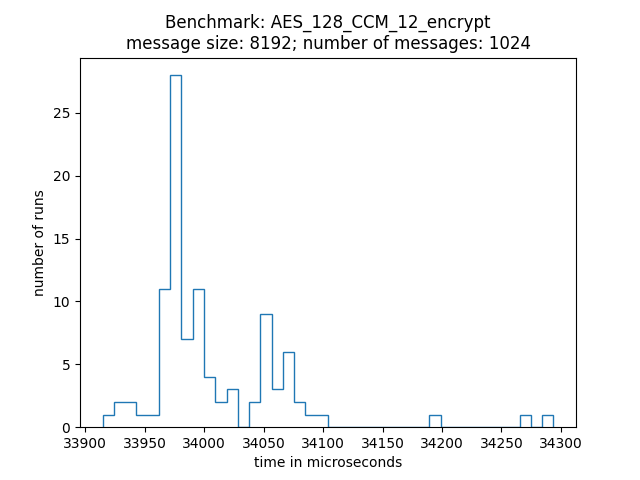 Benchmark: AES_128_CCM_12_encrypt
message size: 8192; number of messages: 1024
number of runs
25
20
15
10
5
0
33900 33950 34000 34050 34100 34150 34200 34250 34300
time in microseconds